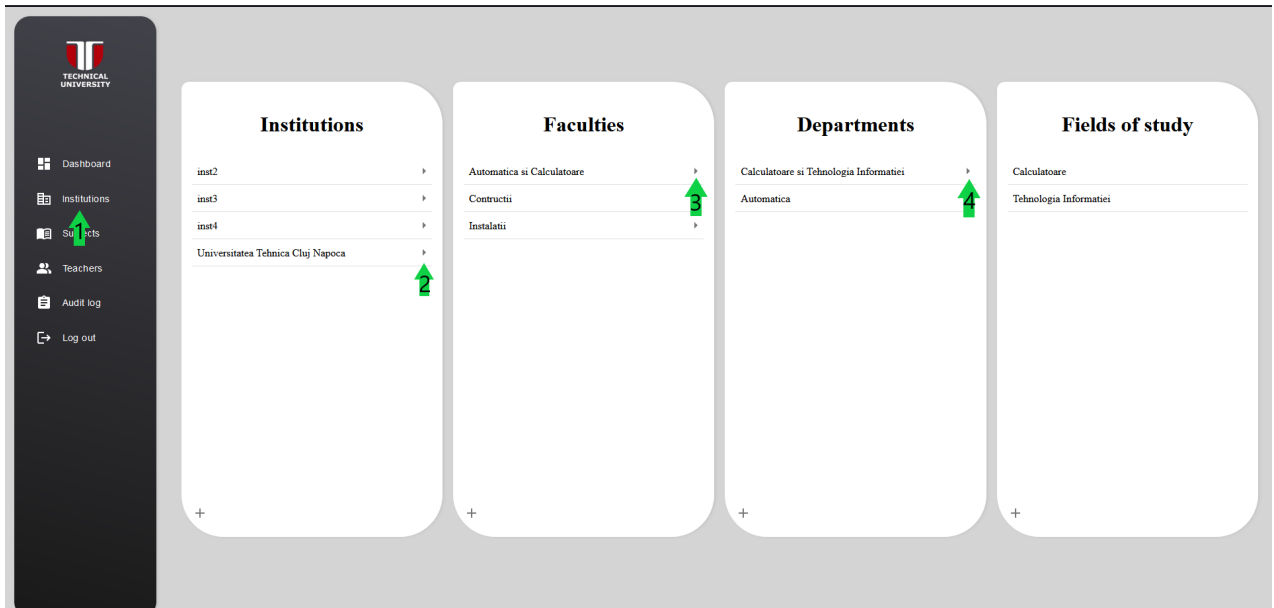 TECHNICAL
UNIVERSITY
Dashboard
Institutions
1
Teachers
Audit log
Log out
Institutions
inst2
inst3
inst4
Universitatea Tehnica Cluj Napoca
2
+
Faculties
Automatica si Calculatoare
3
Contructii
Instalatii
+
Departments
Calculatoare si Tehnologia Informatiei
4
Automatica
+
Fields of study
Calculatoare
Tehnologia Informatiei
+